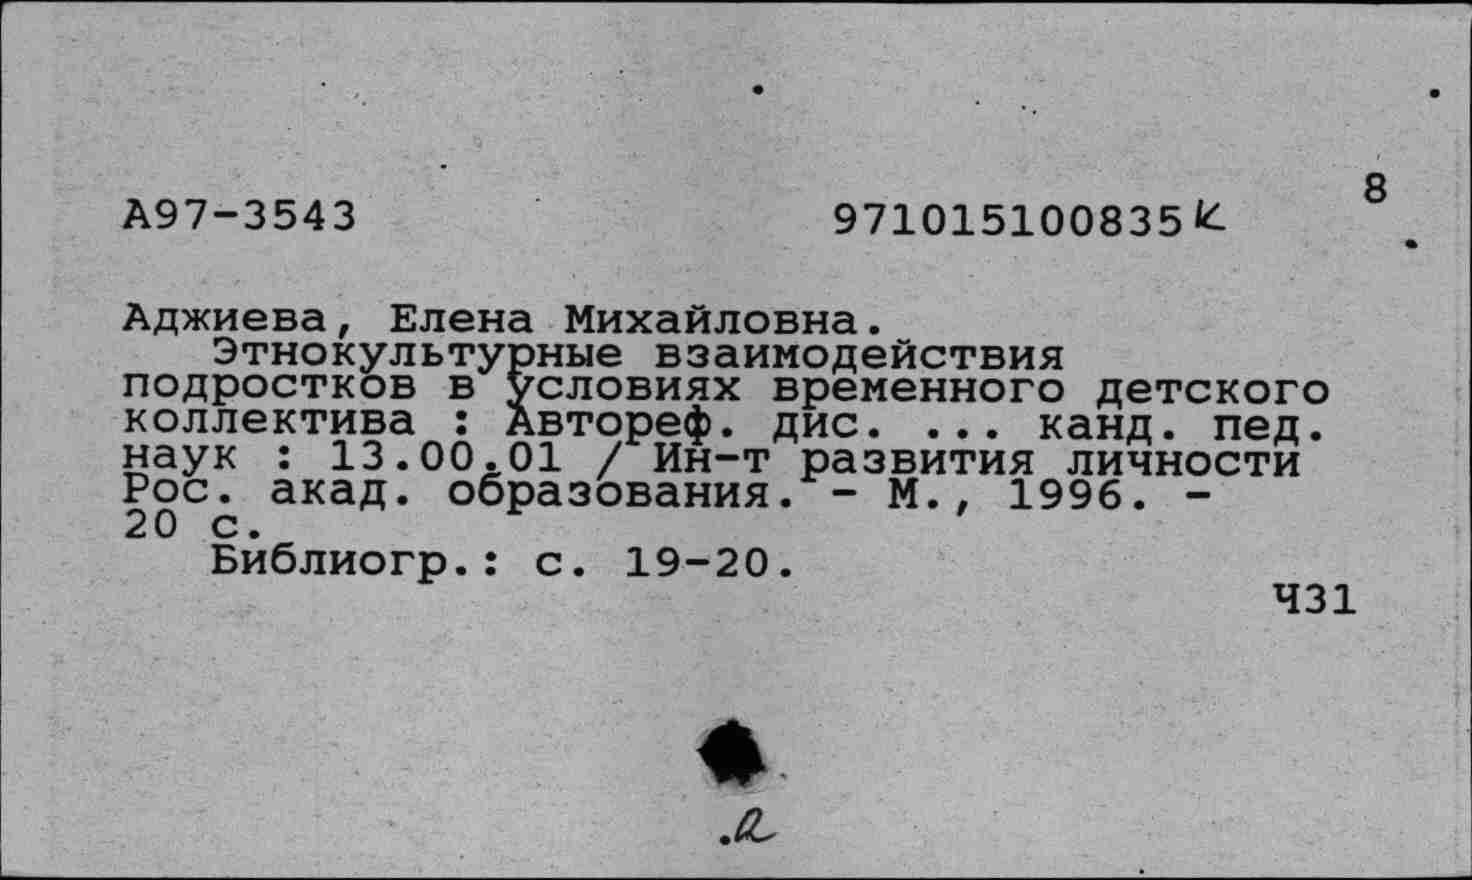 8
А97-3543 971015100835к
Аджиева, Елена Михайловна.
Этнокультурные взаимодействия
подростков в условиях временного детского
коллектива : Автореф. дис. ... канд. пед.
наук : 13.00.01 / Ин-т развития личности
Рос. акад. образования. - М., 1996. -
20 с.
Библиогр.: с. 19-20.
Ч31